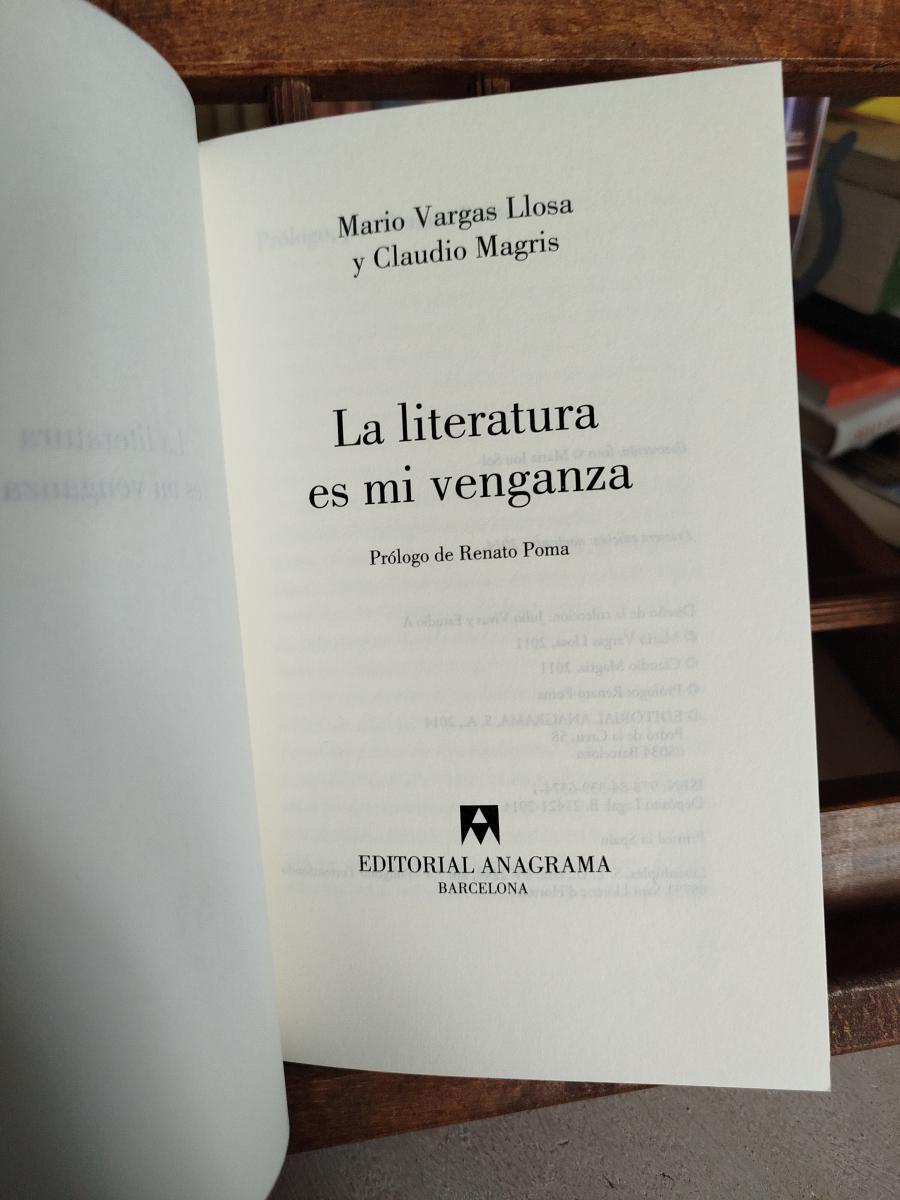 Mario Vargas Llosa
y Claudio Magris
La literatura
es mi venganza
Prólogo de Renato Poma
EDITORIAL ANAGRAMA
BARCELONA